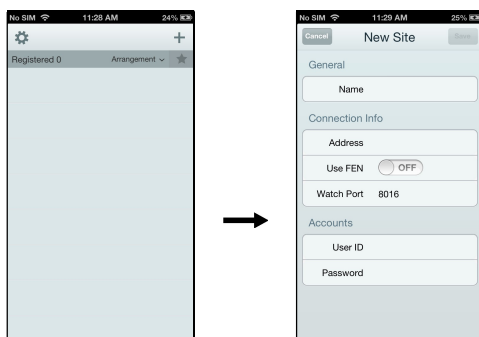 No SIM 11:28 AM 24%
Registered 0 Arrangement
No SIM 11:29 AM 25%
Cancel New Site Save
General
Name
Connection Info
Address
Use FEN OFF
Watch Port 8016
Accounts
User ID
Password